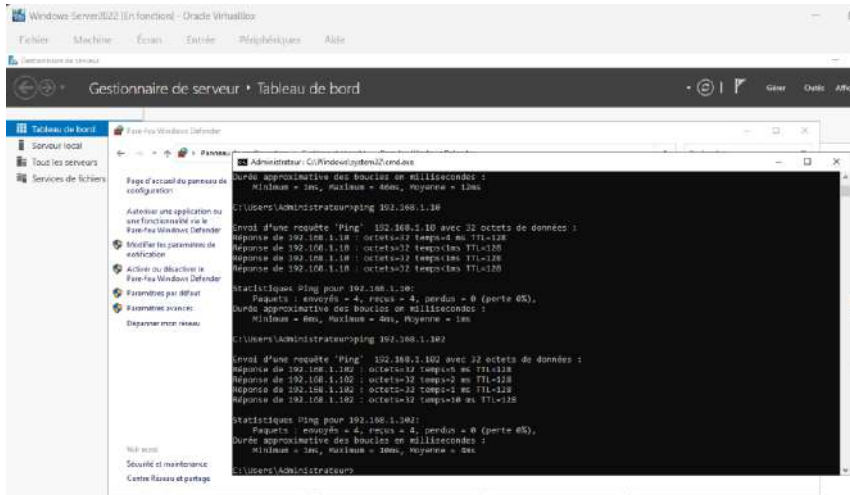 Windows-Server2022 [En fonction] - Oracle VirtualBox
Fichier Machine Écran Entrée Périphériques Aide
Gestionnaire de serveur
Gestionnaire de serveur • Tableau de bord
Gérer Outils
Tableau de bord
Serveur local
Tous les serveurs
Services de fichiers
Pare-feu Windows Defender
Page d'accueil du panneau de
configuration
Autoriser une application ou
une fonctionnalité via le
Pare-feu Windows Defender
Modifier les paramètres de
notification
Activer ou désactiver le
Pare-feu Windows Defender
Paramètres par défaut
Paramètres avancés
Dépanner mon réseau
Voir aussi
Sécurité et maintenance
Centre Réseau et partage
Administrateur : C:\Windows\system32\cmd.exe
Durée approximative des boucles en millisecondes :
Minimum = 1ms, Maximum = 46ms, Moyenne = 12ms
C:\Users\Administrateur>ping 192.168.1.10
Envoi d'une requête 'Ping' 192.168.1.10 avec 32 octets de données :
Réponse de 192.168.1.10 : octets=32 temps=4 ms TTL=128
Réponse de 192.168.1.10 : octets=32 temps<1ms TTL=128
Réponse de 192.168.1.10 : octets=32 temps<1ms TTL=128
Réponse de 192.168.1.10 : octets=32 temps<1ms TTL=128
Statistiques Ping pour 192.168.1.10:
Paquets : envoyés = 4, reçus = 4, perdus = 0 (perte 0%),
Durée approximative des boucles en millisecondes :
Minimum = 0ms, Maximum = 4ms, Moyenne = 1ms
C:\Users\Administrateur>ping 192.168.1.102
Envoi d'une requête 'Ping' 192.168.1.102 avec 32 octets de données :
Réponse de 192.168.1.102 : octets=32 temps=5 ms TTL=128
Réponse de 192.168.1.102 : octets=32 temps=2 ms TTL=128
Réponse de 192.168.1.102 : octets=32 temps=1 ms TTL=128
Réponse de 192.168.1.102 : octets=32 temps=10 ms TTL=128
Statistiques Ping pour 192.168.1.102:
Paquets : envoyés = 4, reçus = 4, perdus = 0 (perte 0%),
Durée approximative des boucles en millisecondes :
Minimum = 1ms, Maximum = 10ms, Moyenne = 4ms
C:\Users\Administrateur>